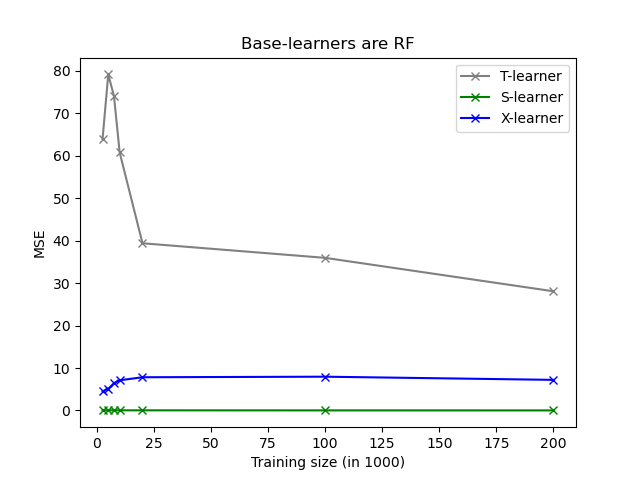 Base-learners are RF
T-learner
S-learner
X-learner
80
70
60
50
40
30
20
10
0
MSE
0 25 50 75 100 125 150 175 200
Training size (in 1000)